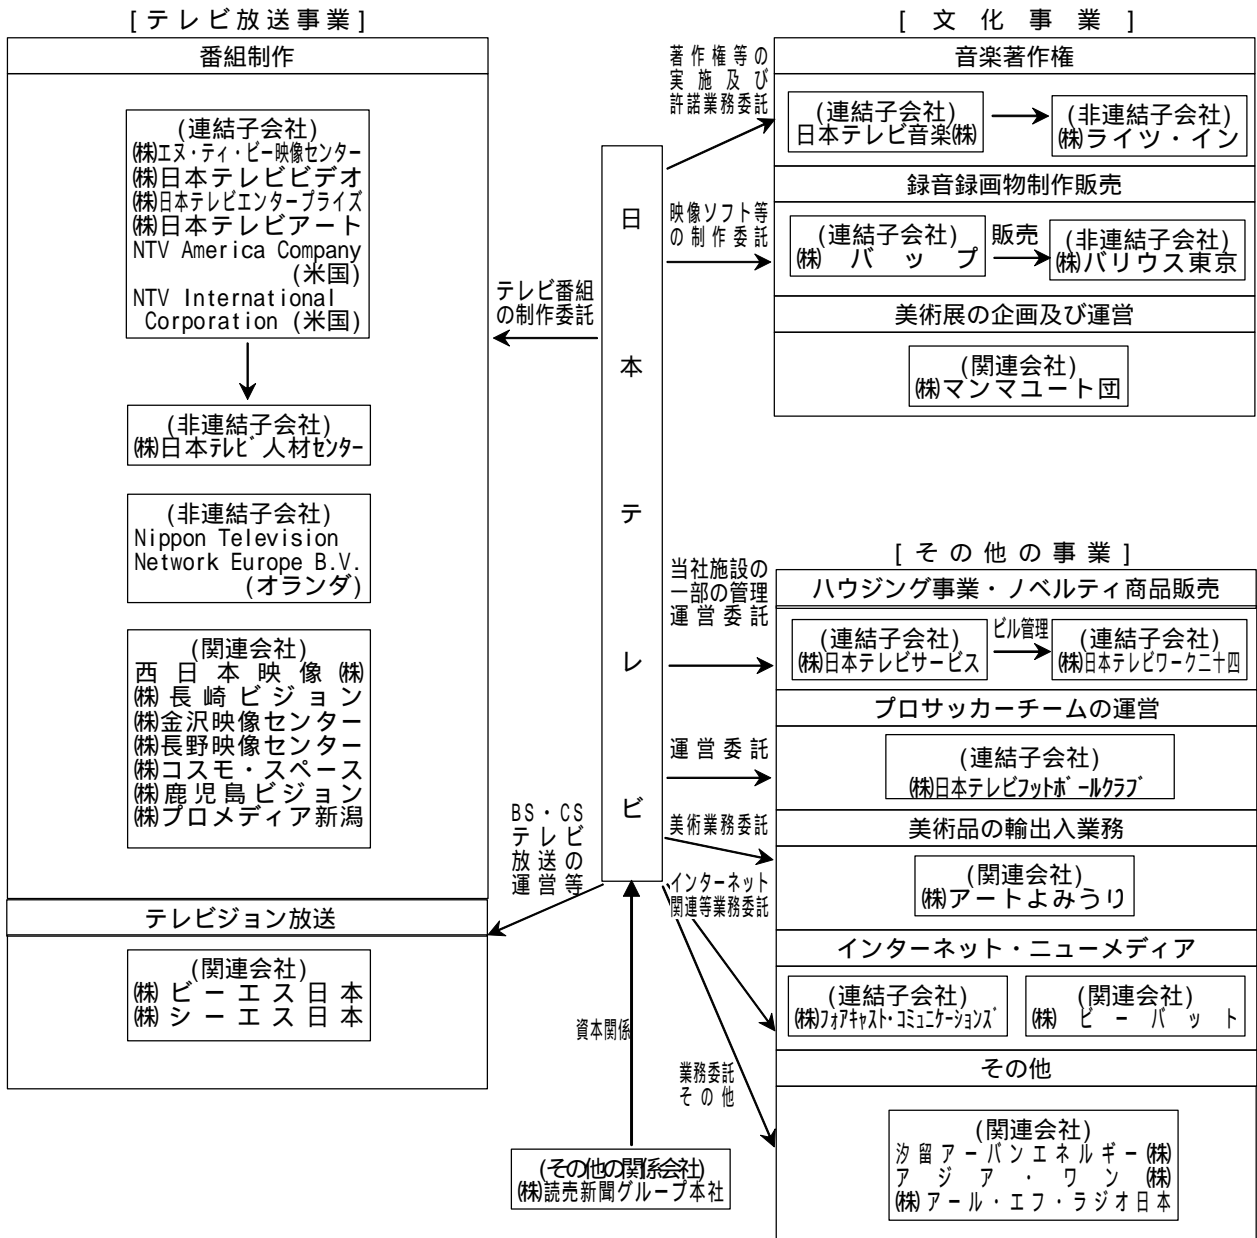 [テレビ放送事業]
番組制作
(連結子会社)
㈱エヌ・ティ・ビー映像センター
㈱日本テレビビデオ
㈱日本テレビエンタープライズ
㈱日本テレビアート
NTV America Company
(米国)
NTV International
Corporation (米国)
(非連結子会社)
㈱日本テレビ人材センター
(非連結子会社)
Nippon Television
Network Europe B.V.
(オランダ)
(関連会社)
西日本映像㈱
㈱長崎ビジョン
㈱金沢映像センター
㈱長野映像センター
㈱コスモ・スペース
㈱鹿児島ビジョン
㈱プロメディア新潟
テレビジョン放送
(関連会社)
㈱ビーエス日本
㈱シーエス日本
テレビ番組
の制作委託
BS・CS
テレビ
放送の
運営等
日本テレビ
資本関係
(その他の関係会社)
㈱読売新聞グループ本社
著作権等の
実施及び
許諾業務委託
映像ソフト等
の制作委託
[文化事業]
音楽著作権
(連結子会社)
日本テレビ音楽㈱
(非連結子会社)
㈱ライツ・イン
録音録画物制作販売
(連結子会社)
㈱バップ
販売
(非連結子会社)
㈱バリウス東京
美術展の企画及び運営
(関連会社)
㈱マンマユート団
当社施設の
一部の管理
運営委託
運営委託
美術業務委託
インターネット
関連等業務委託
業務委託
その他
[その他の事業]
ハウジング事業・ノベルティ商品販売
(連結子会社)
㈱日本テレビサービス
ビル管理
(連結子会社)
㈱日本テレビワーク二十四
プロサッカーチームの運営
(連結子会社)
㈱日本テレビフットボールクラブ
美術品の輸出入業務
(関連会社)
㈱アートよみうり
インターネット・ニューメディア
(連結子会社)
㈱フォアキャスト・コミュニケーションズ
(関連会社)
㈱ビーバット
その他
(関連会社)
汐留アーバンエネルギー㈱
アジア・ワン㈱
㈱アール・エフ・ラジオ日本